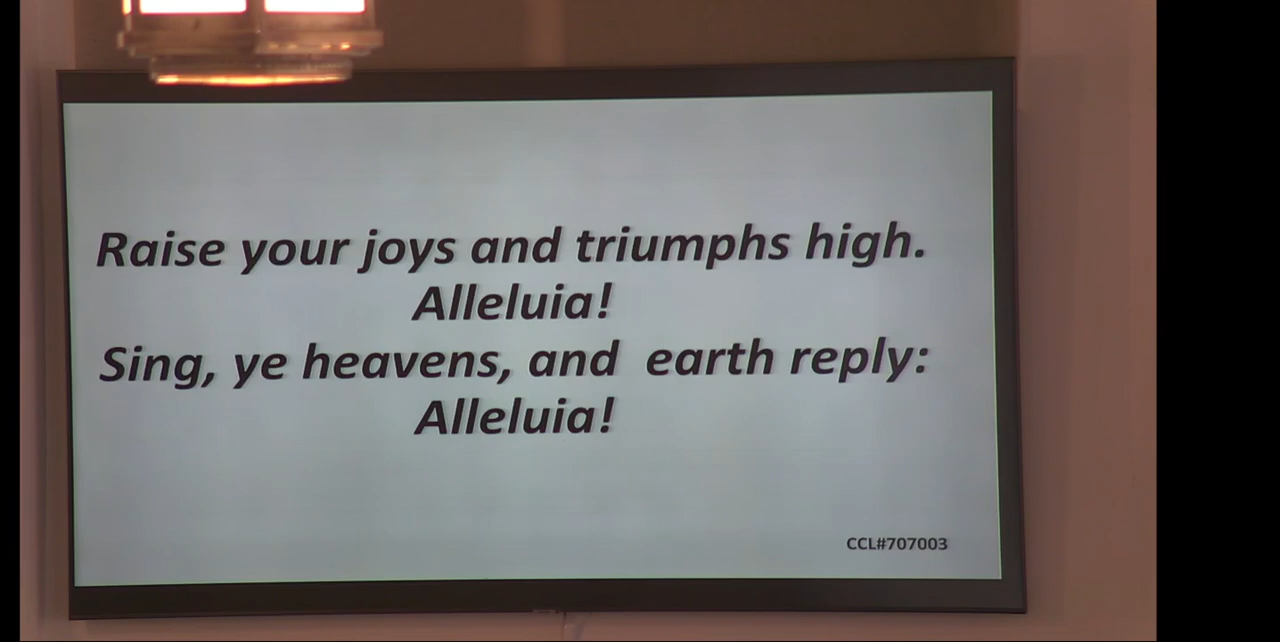 Raise your joys and triumphs high.
Alleluia!
Sing, ye heavens, and earth reply:
Alleluia!
CCL#707003